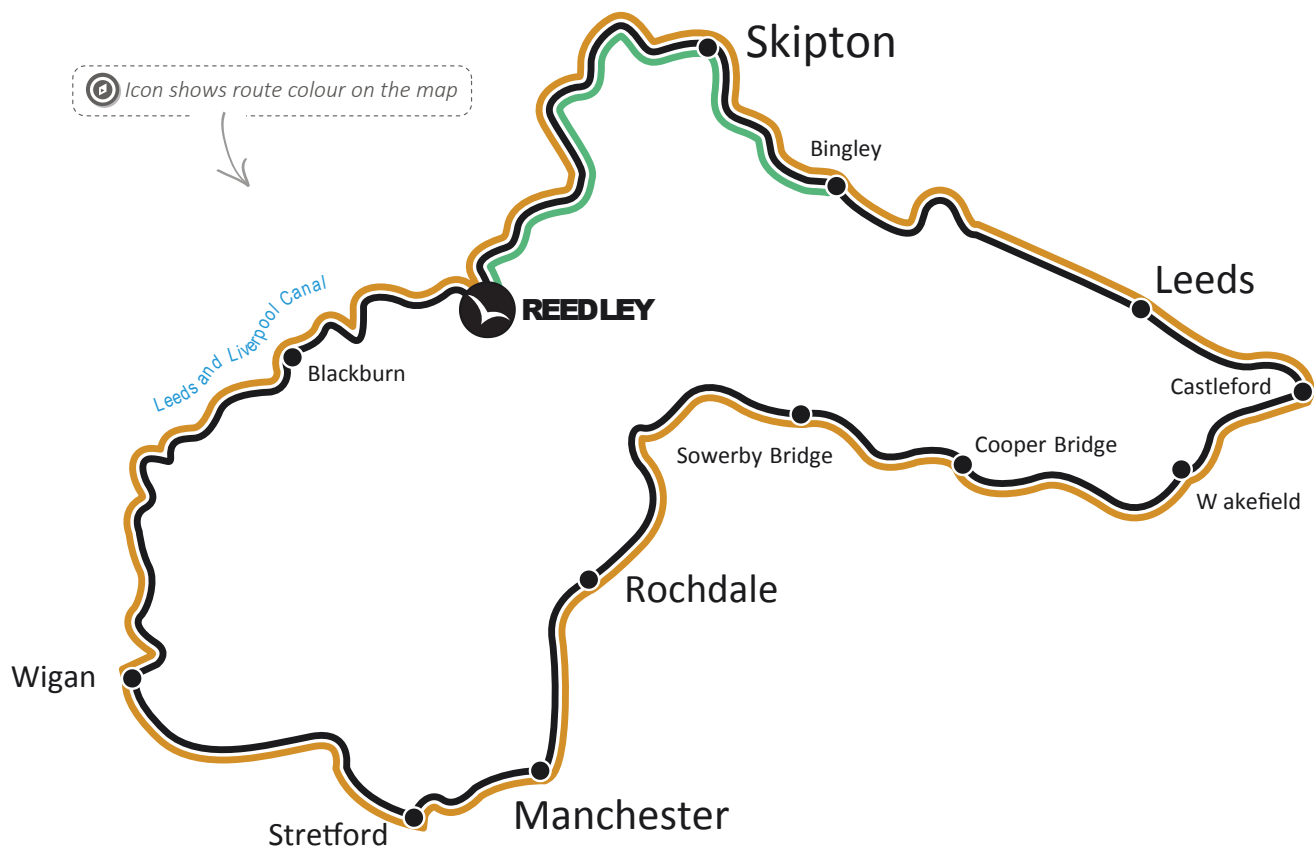 Skipton
Icon shows route colour on the map
Bingley
Leeds
Leeds and Liverpool Canal
REEDLEY
Blackburn
Castleford
Cooper Bridge
Sowerby Bridge
W akefield
Rochdale
Wigan
Manchester
Stretford